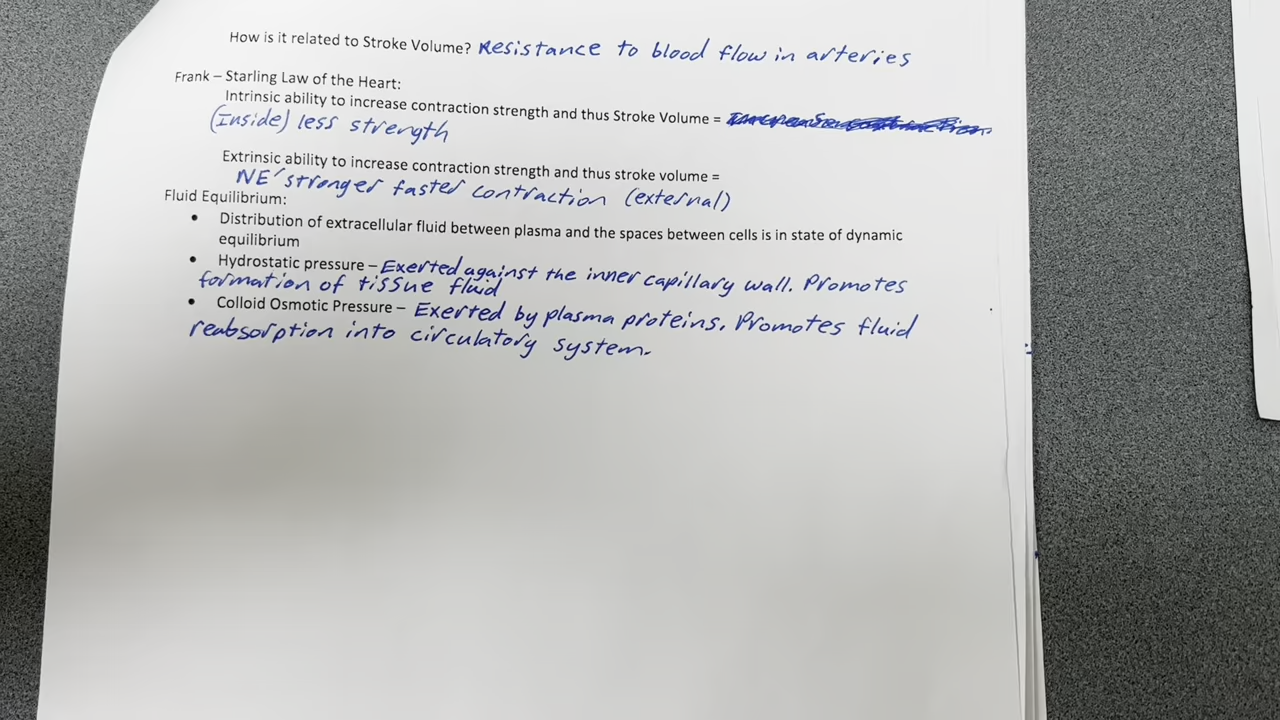 How is it related to Stroke Volume? Resistance to blood flow in arteries
Frank – Starling Law of the Heart:
Intrinsic ability to increase contraction strength and thus Stroke Volume =
(Inside) less strength
Extrinsic ability to increase contraction strength and thus stroke volume =
NE' stronger faster contraction (external)
Fluid Equilibrium:
• Distribution of extracellular fluid between plasma and the spaces between cells is in state of dynamic
equilibrium
• Hydrostatic pressure – Exerted against the inner capillary wall. Promotes
formation of tissue fluid
• Colloid Osmotic Pressure – Exerted by plasma proteins. Promotes fluid
reabsorption into circulatory system.